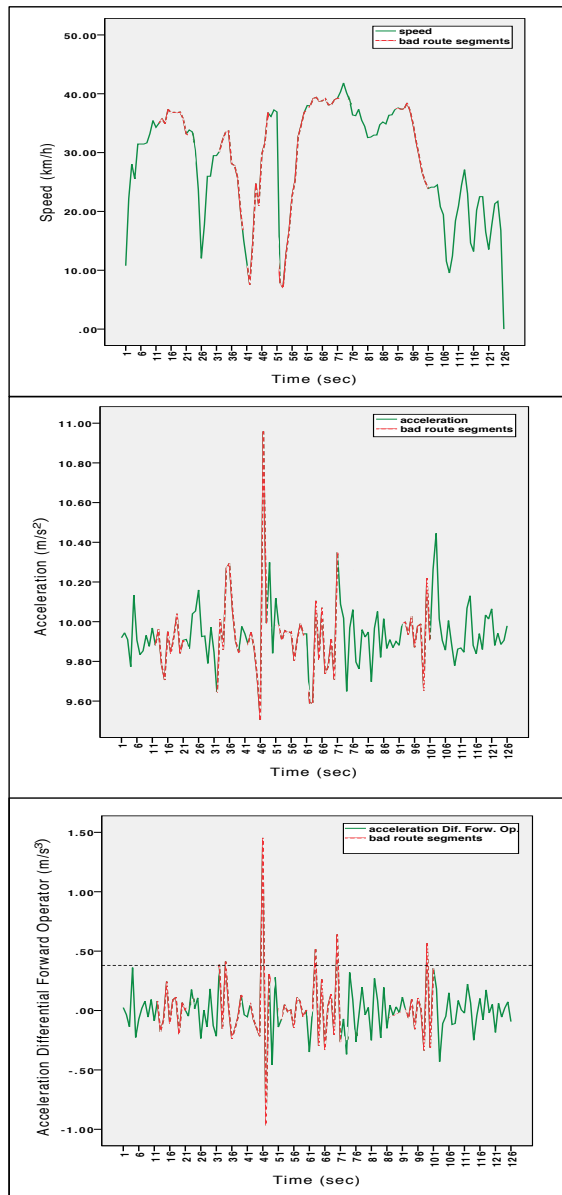 speed
bad route segments
50.00
40.00
30.00
20.00
10.00
.00
Speed (km/h)
1 6 11 16 21 26 31 36 41 46 51 56 61 66 71 76 81 86 91 96 101 106 111 116 121 126
Time (sec)
acceleration
bad route segments
11.00
10.80
10.60
10.40
10.20
10.00
9.80
9.60
Acceleration (m/s²)
1 6 11 16 21 26 31 36 41 46 51 56 61 66 71 76 81 86 91 96 101 106 111 116 121 126
Time (sec)
acceleration Dif. Forw. Op.
bad route segments
1.50
1.00
.50
.00
-.50
-1.00
Acceleration Differential Forward Operator (m/s³)
1 6 11 16 21 26 31 36 41 46 51 56 61 66 71 76 81 86 91 96 101 106 111 116 121 126
Time (sec)